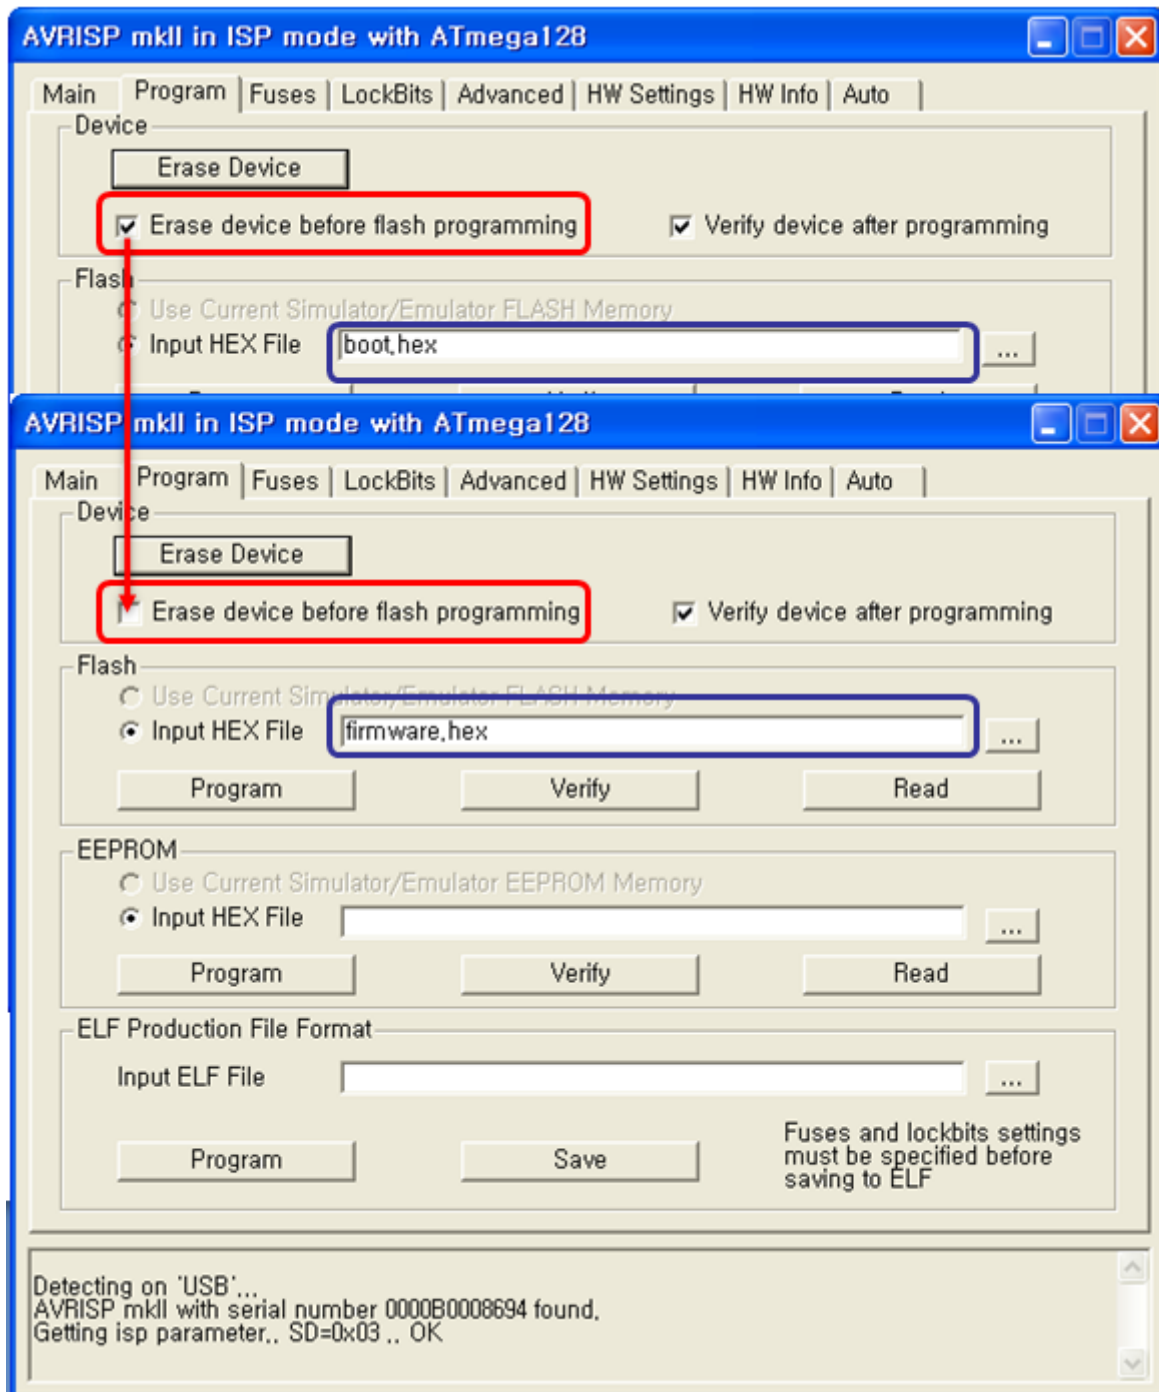 AVRISP mkII in ISP mode with ATmega128
Main Program Fuses LockBits Advanced HW Settings HW Info Auto
Device
Erase Device
Erase device before flash programming Verify device after programming
Flash
Use Current Simulator/Emulator FLASH Memory
Input HEX File boot.hex ...
AVRISP mkII in ISP mode with ATmega128
Main Program Fuses LockBits Advanced HW Settings HW Info Auto
Device
Erase Device
Erase device before flash programming Verify device after programming
Flash
Use Current Simulator/Emulator FLASH Memory
Input HEX File firmware.hex ...
Program Verify Read
EEPROM
Use Current Simulator/Emulator EEPROM Memory
Input HEX File ...
Program Verify Read
ELF Production File Format
Input ELF File ...
Program Save
Fuses and lockbits settings
must be specified before
saving to ELF
Detecting on 'USB'...
AVRISP mkII with serial number 0000B0008694 found.
Getting isp parameter.. SD=0x03 .. OK